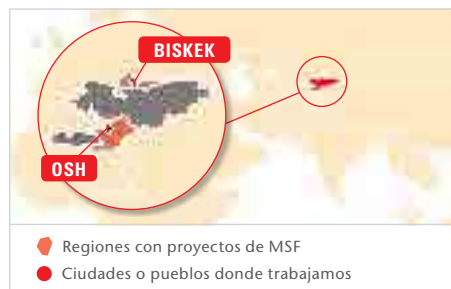 BISKEK
OSH
Regiones con proyectos de MSF
Ciudades o pueblos donde trabajamos